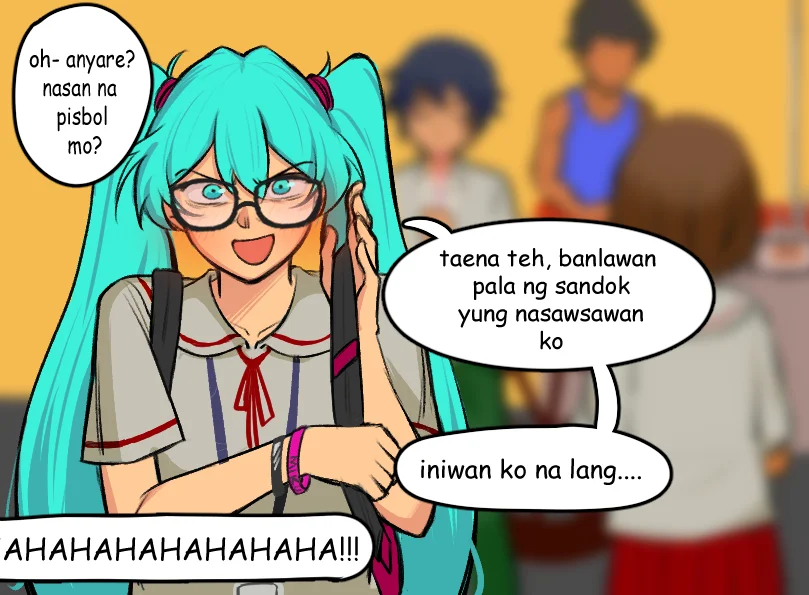 oh- anyare?
nasan na
pisbol
mo?
taena teh, banlawan
pala ng sandok
yung nasawsawan
ko
iniwan ko na lang....
AHAHAHAHAHAHAHA!!!